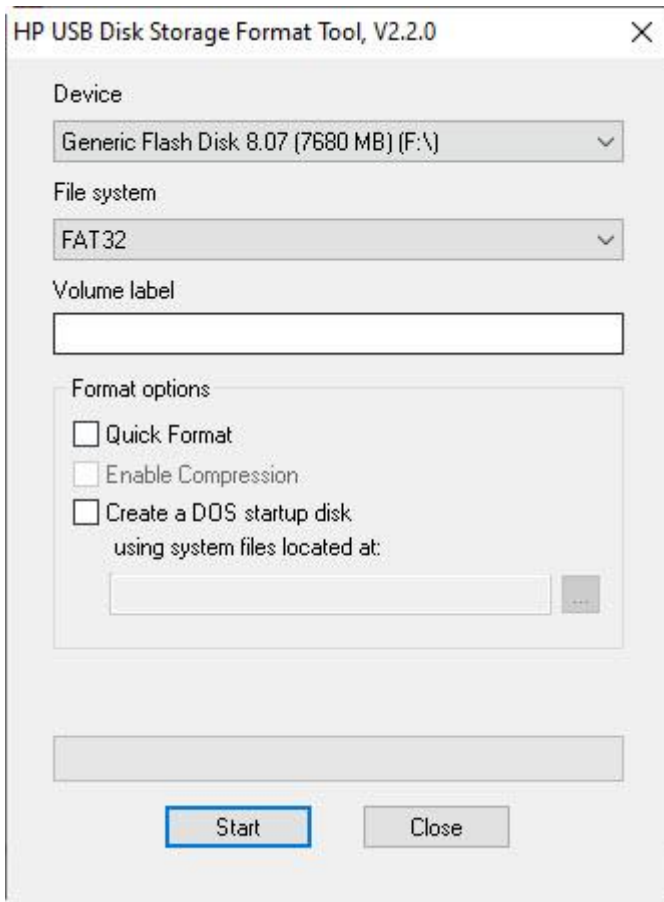 HP USB Disk Storage Format Tool, V2.2.0
Device
Generic Flash Disk 8.07 (7680 MB) (F:\)
File system
FAT32
Volume label
Format options
Quick Format
Enable Compression
Create a DOS startup disk
using system files located at:
...
Start
Close